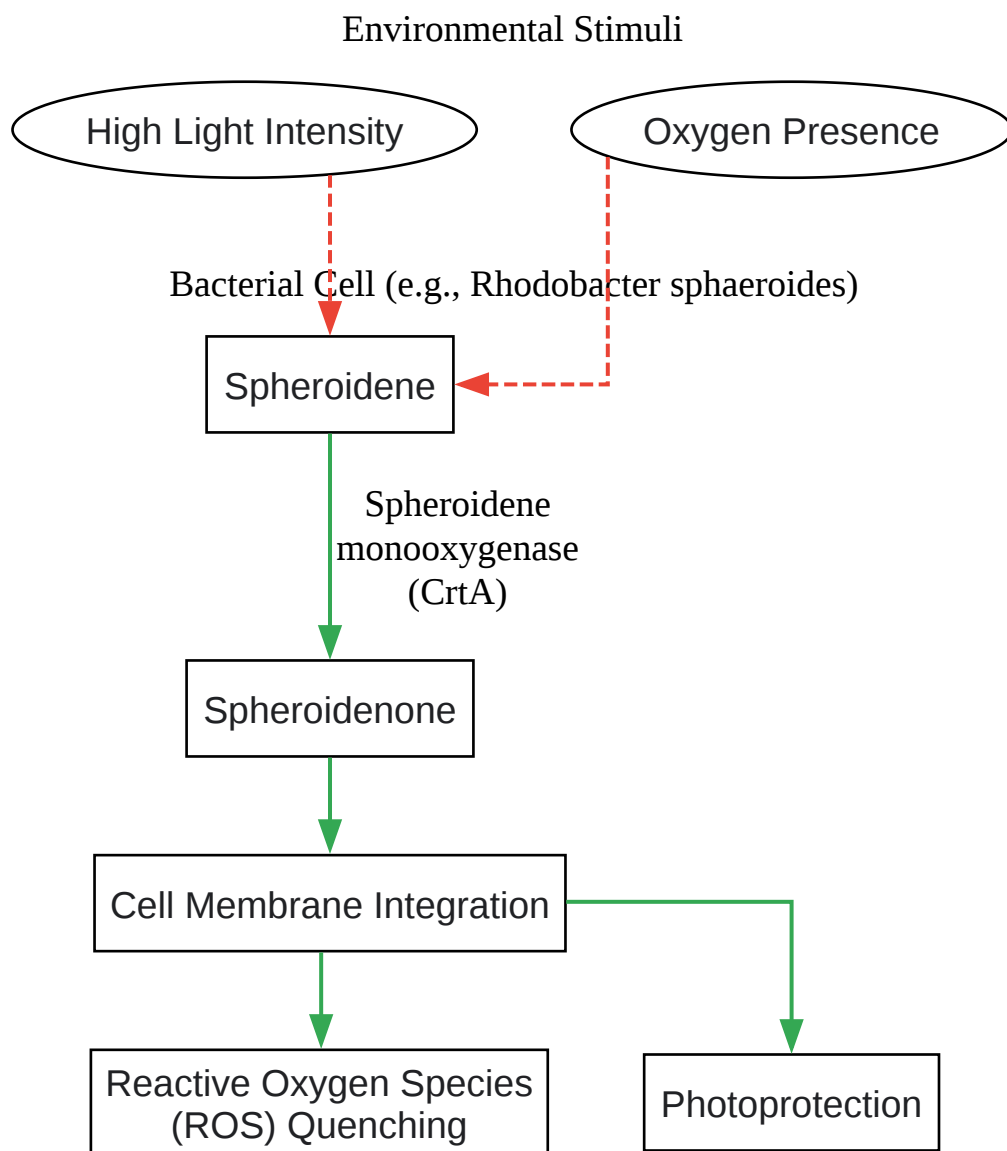 Environmental Stimuli
High Light Intensity
Oxygen Presence
Bacterial Cell (e.g., Rhodobacter sphaeroides)
Spheroidene
Spheroidene
monooxygenase
(CrtA)
Spheroidenone
Cell Membrane Integration
Reactive Oxygen Species
(ROS) Quenching
Photoprotection